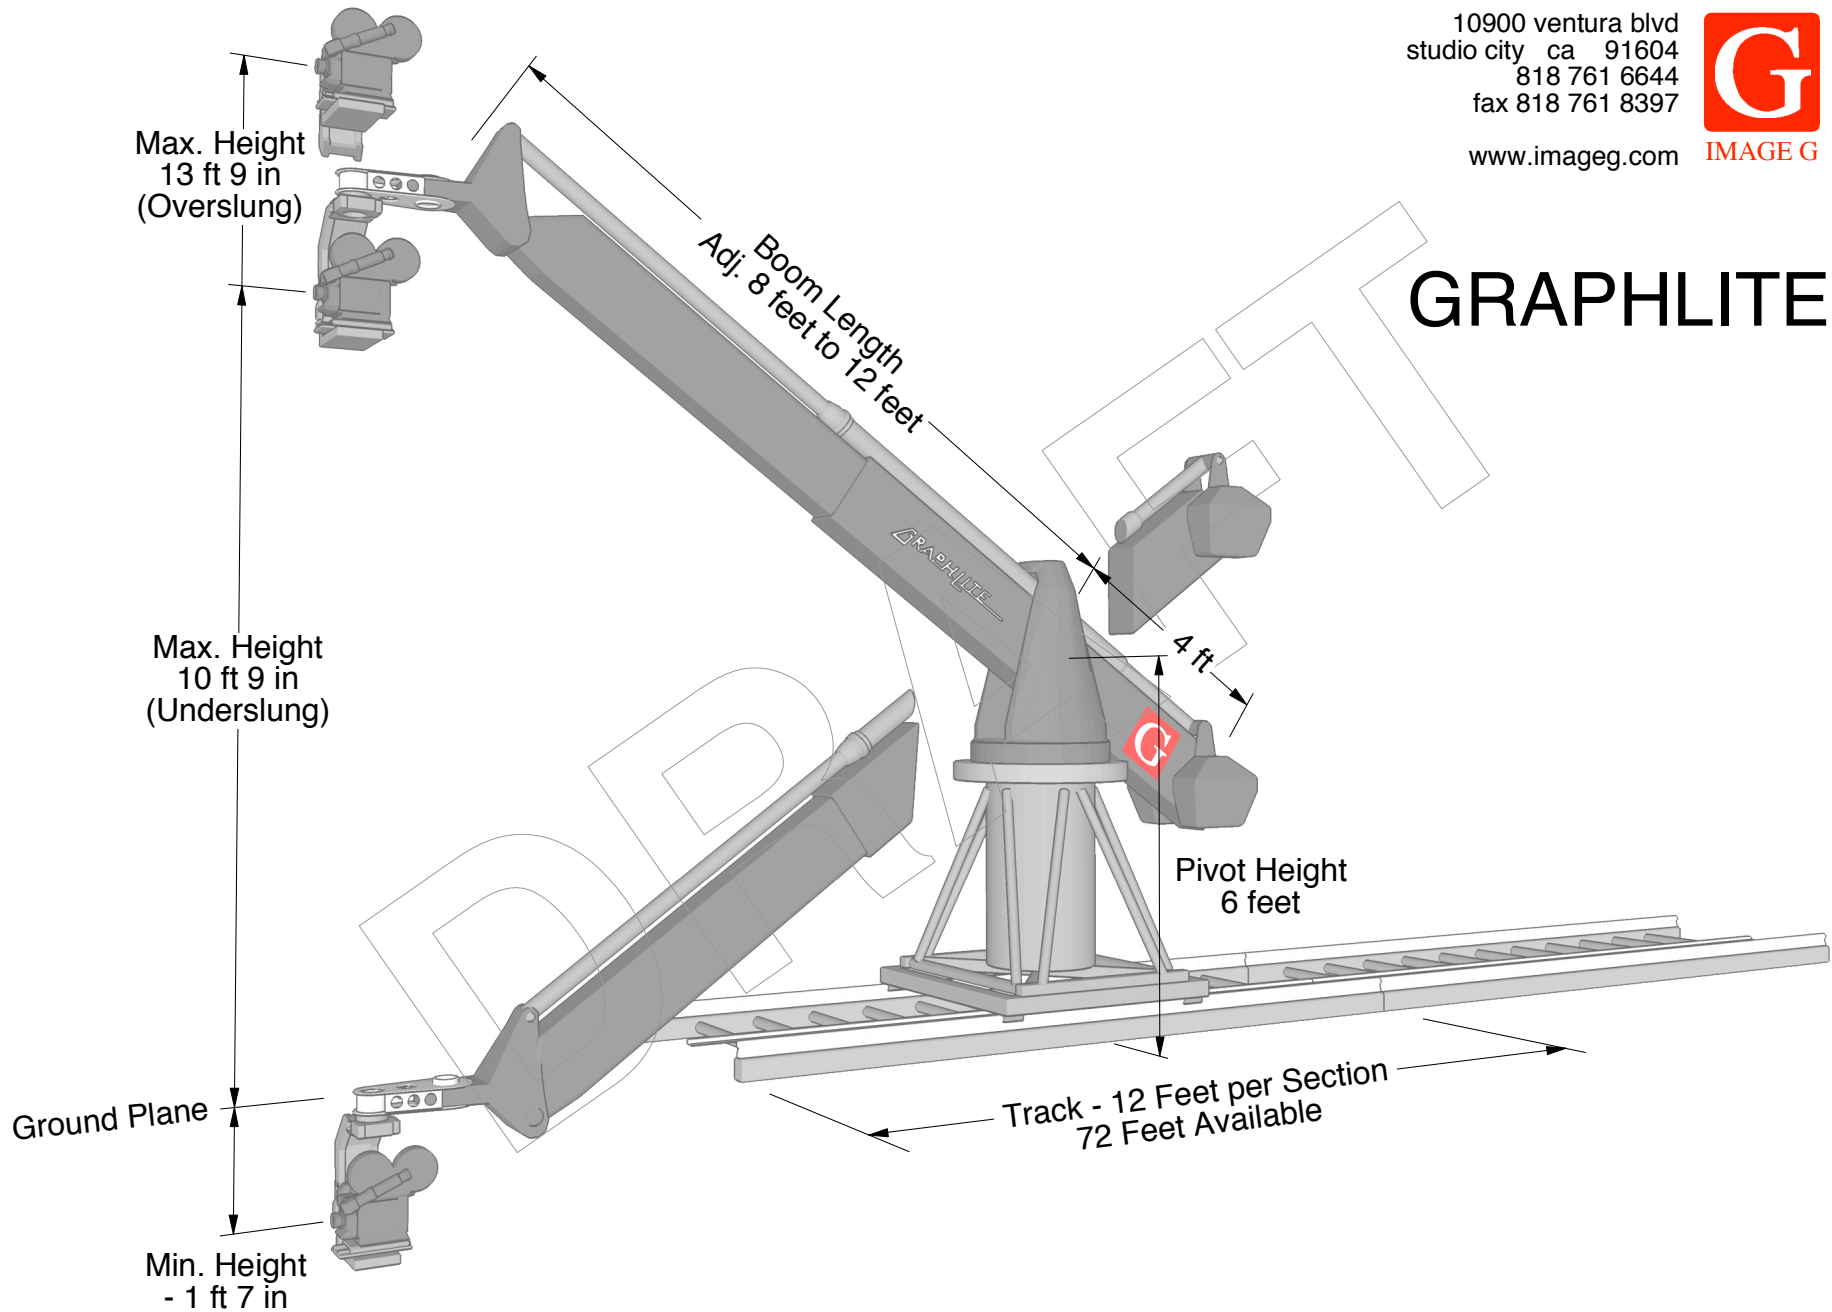 10900 ventura blvd
studio city ca 91604
818 761 6644
fax 818 761 8397
www.imageg.com
G
IMAGE G
GRAPHLITE
Max. Height
13 ft 9 in
(Overslung)
Boom Length
Adj. 8 feet to 12 feet
GRAPHLITE
4 ft
Max. Height
10 ft 9 in
(Underslung)
G
Pivot Height
6 feet
Track - 12 Feet per Section
72 Feet Available
Ground Plane
Min. Height
- 1 ft 7 in
DRAFT